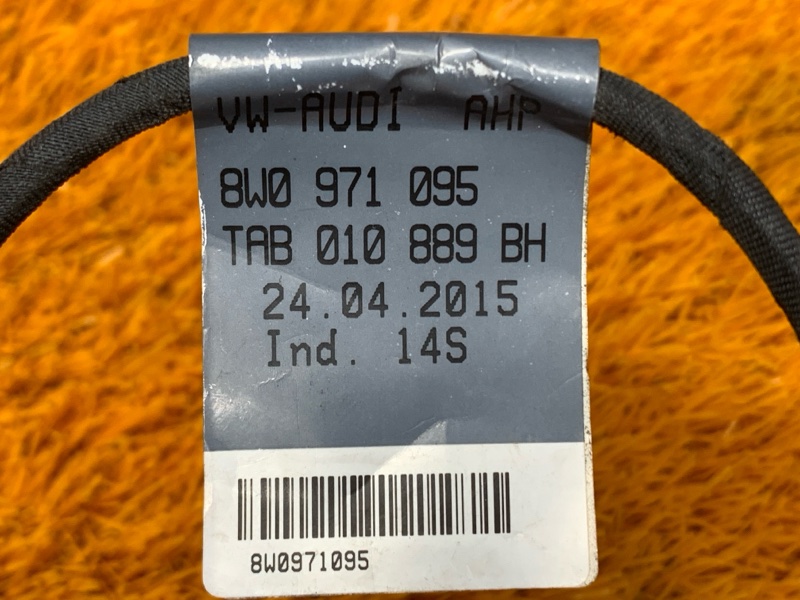 VW-AUDI AHP
8W0 971 095
TAB 010 889 BH
24.04.2015
Ind. 14S
8W0971095